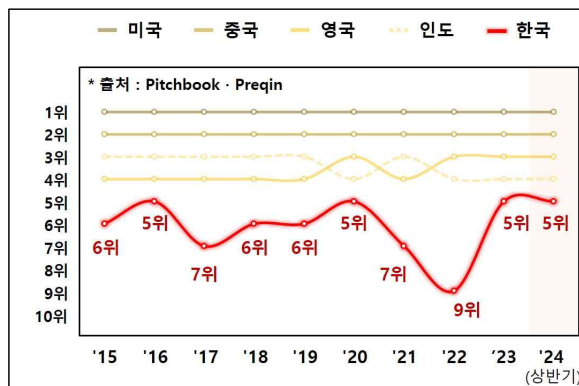 미국 중국 영국 인도 한국
* 출처 : Pitchbook · Preqin
1위
2위
3위
4위
5위
6위
7위
8위
9위
10위
6위 5위 7위 6위 6위 5위 7위 9위 5위 5위
'15 '16 '17 '18 '19 '20 '21 '22 '23 '24
(상반기)